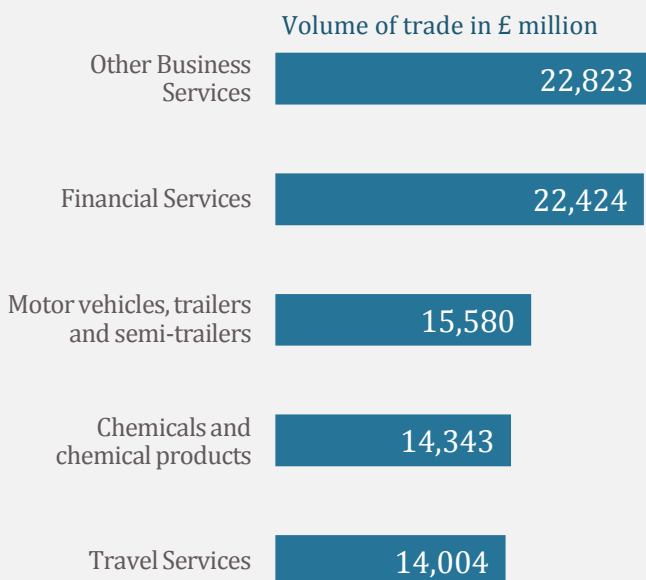 Volume of trade in £ million
Other Business
Services
22,823
Financial Services
22,424
Motor vehicles, trailers
and semi-trailers
15,580
Chemicals and
chemical products
14,343
Travel Services
14,004